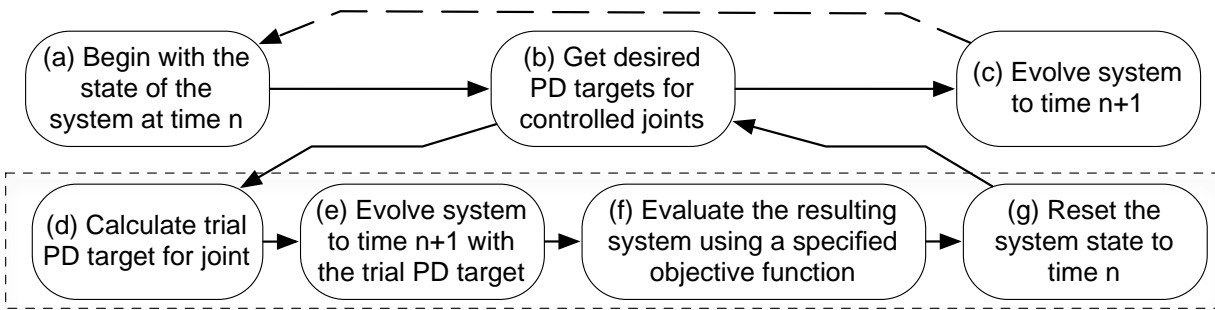 (a) Begin with the
state of the
system at time n
(b) Get desired
PD targets for
controlled joints
(c) Evolve system
to time n+1
(d) Calculate trial
PD target for joint
(e) Evolve system
to time n+1 with
the trial PD target
(f) Evaluate the resulting
system using a specified
objective function
(g) Reset the
system state to
time n